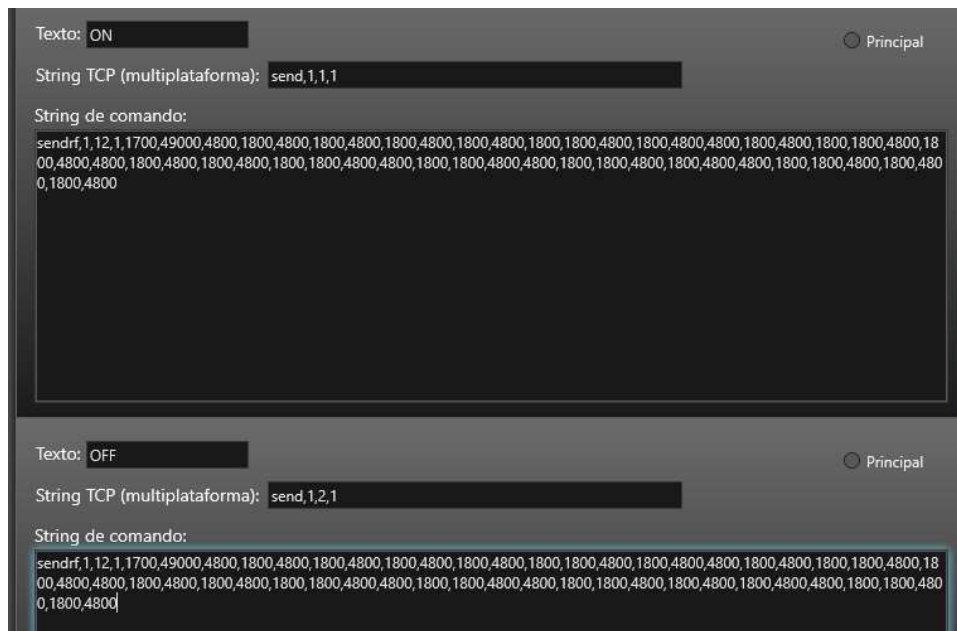 Texto: ON
Principal
String TCP (multiplataforma): send,1,1,1
String de comando:
sendrf,1,12,1,1700,49000,4800,1800,4800,1800,4800,1800,4800,1800,4800,1800,4800,1800,1800,4800,1800,4800,4800,1800,4800,1800,1800,4800,18
00,4800,4800,1800,4800,1800,4800,1800,1800,4800,4800,1800,1800,4800,4800,1800,1800,4800,1800,4800,1800,4800,4800,1800,1800,4800,1800,480
0,1800,4800
Texto: OFF
Principal
String TCP (multiplataforma): send,1,2,1
String de comando:
sendrf,1,12,1,1700,49000,4800,1800,4800,1800,4800,1800,4800,1800,4800,1800,4800,1800,1800,4800,1800,4800,4800,1800,4800,1800,1800,4800,18
00,4800,4800,1800,4800,1800,4800,1800,1800,4800,4800,1800,1800,4800,4800,1800,1800,4800,1800,4800,1800,4800,4800,1800,1800,480
0,1800,4800